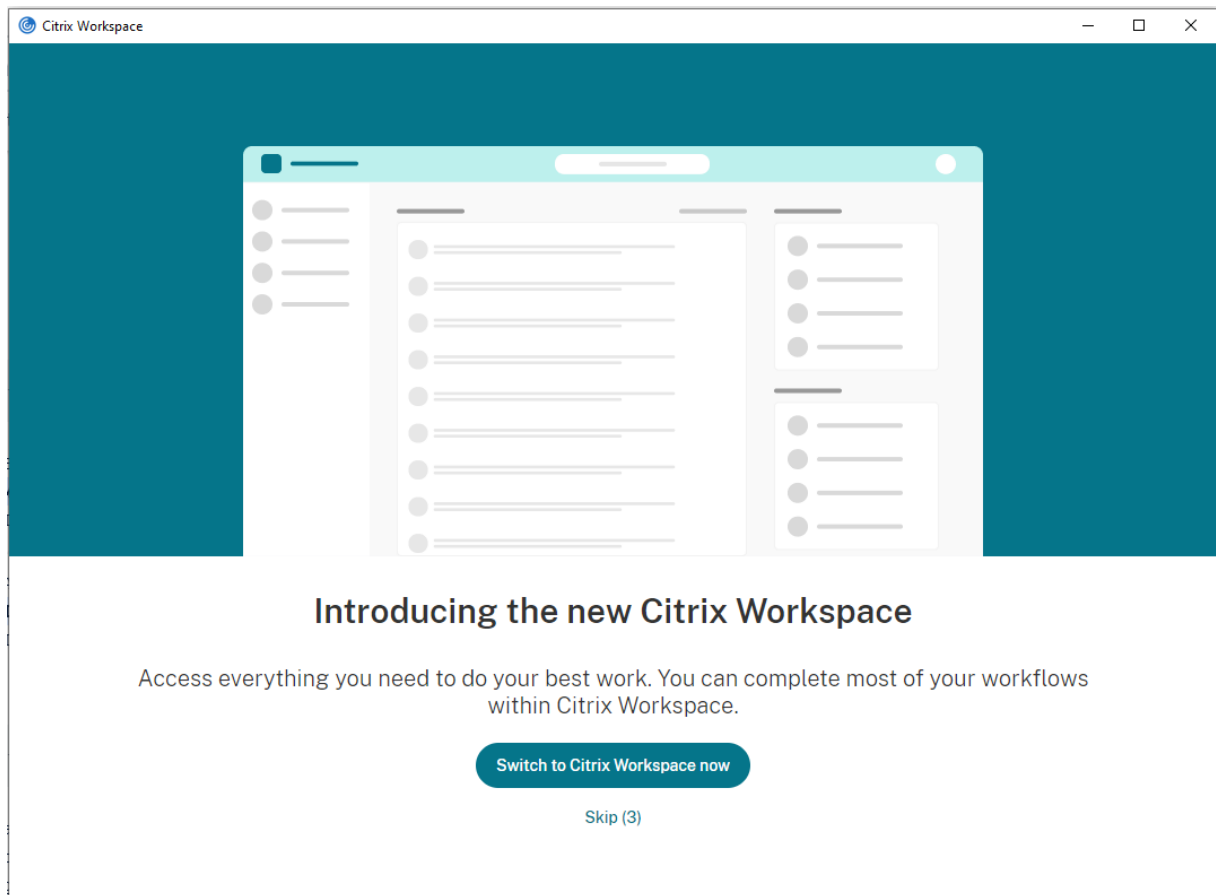 Citrix Workspace
Introducing the new Citrix Workspace
Access everything you need to do your best work. You can complete most of your workflows
within Citrix Workspace.
Switch to Citrix Workspace now
Skip (3)